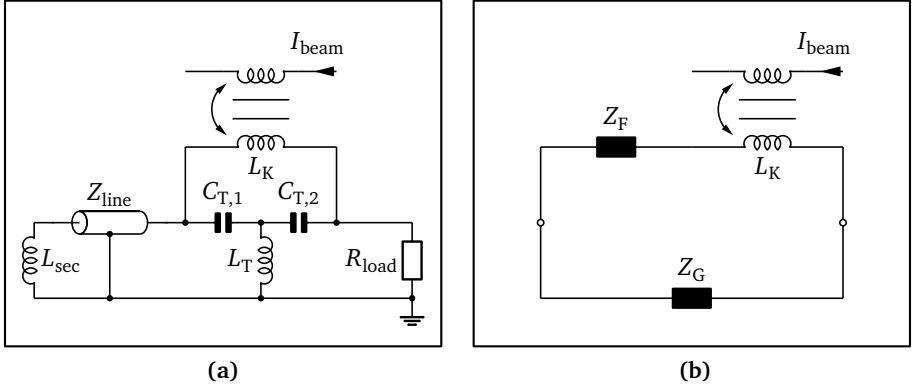 I_beam
L_K
C_T,1 C_T,2
Z_line
L_sec
L_T
R_load
(a)
I_beam
Z_F
L_K
Z_G
(b)